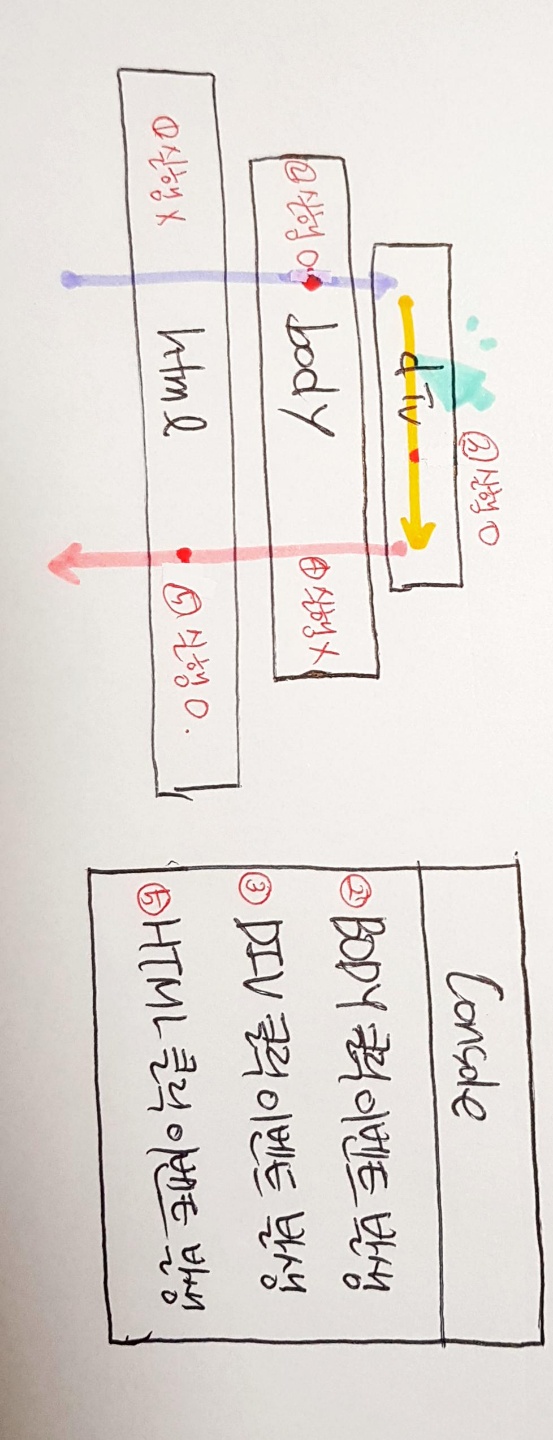 ③ 실행 O
div
② 실행 O
body
④ 실행 X
① 실행 X
html
⑤ 실행 O.
Console
② BODY 클릭 이벤트 발생
③ DIV 클릭 이벤트 발생
⑤ HTML 클릭 이벤트 발생